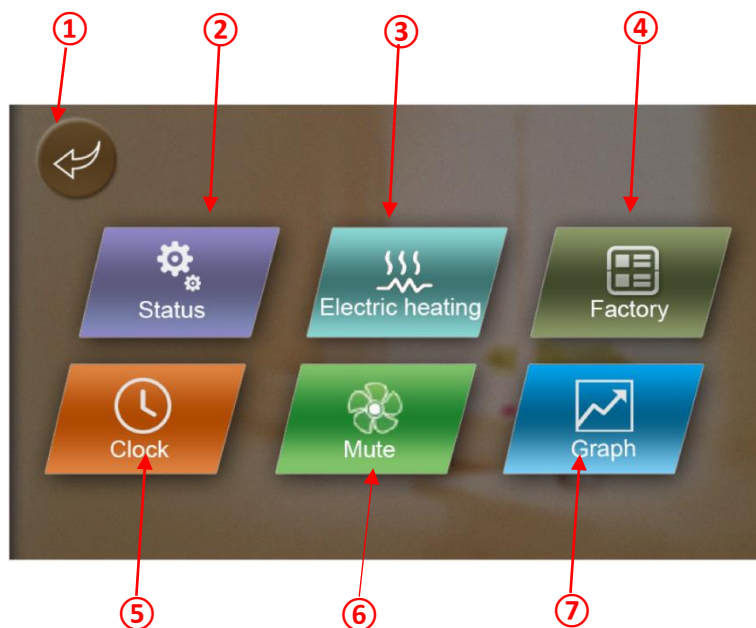 ① ② ③ ④
Status Electric heating Factory
Clock Mute Graph
⑤ ⑥ ⑦